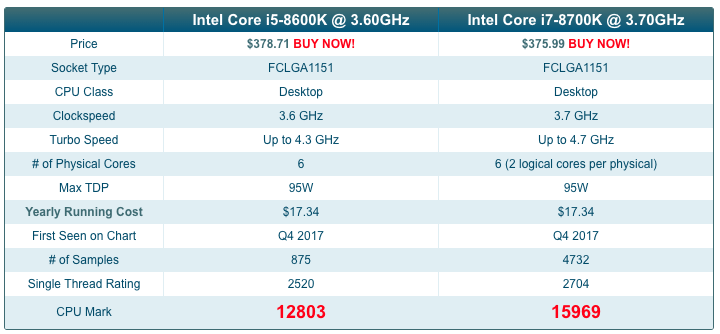 Intel Core i5-8600K @ 3.60GHz Intel Core i7-8700K @ 3.70GHz
Price $378.71 BUY NOW! $375.99 BUY NOW!
Socket Type FCLGA1151 FCLGA1151
CPU Class Desktop Desktop
Clockspeed 3.6 GHz 3.7 GHz
Turbo Speed Up to 4.3 GHz Up to 4.7 GHz
# of Physical Cores 6 6 (2 logical cores per physical)
Max TDP 95W 95W
Yearly Running Cost $17.34 $17.34
First Seen on Chart Q4 2017 Q4 2017
# of Samples 875 4732
Single Thread Rating 2520 2704
CPU Mark 12803 15969